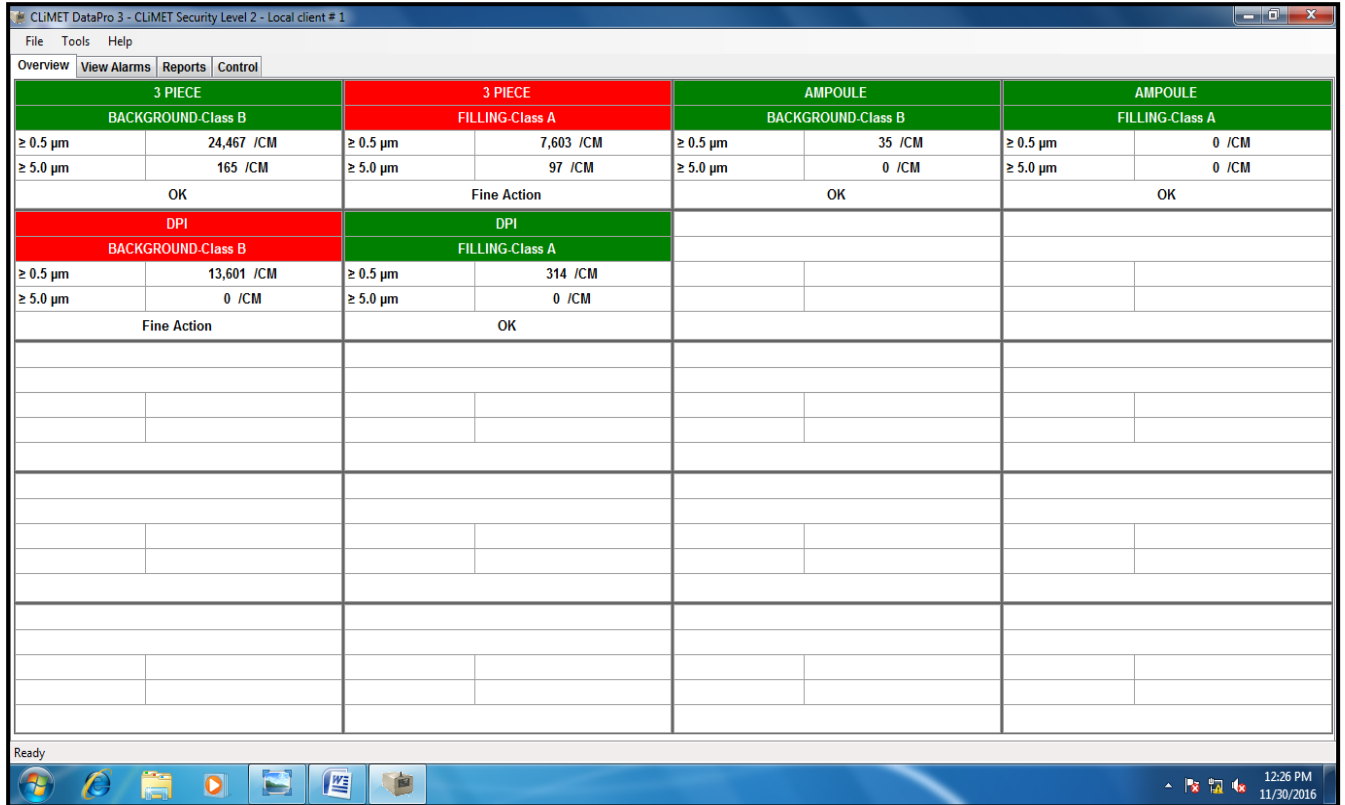 CLiMET DataPro 3 - CLiMET Security Level 2 - Local client # 1
File Tools Help
Overview View Alarms Reports Control
3 PIECE 3 PIECE AMPOULE AMPOULE
BACKGROUND-Class B FILLING-Class A BACKGROUND-Class B FILLING-Class A
≥ 0.5 µm 24,467 /CM ≥ 0.5 µm 7,603 /CM ≥ 0.5 µm 35 /CM ≥ 0.5 µm 0 /CM
≥ 5.0 µm 165 /CM ≥ 5.0 µm 97 /CM ≥ 5.0 µm 0 /CM ≥ 5.0 µm 0 /CM
OK Fine Action OK OK
DPI DPI
BACKGROUND-Class B FILLING-Class A
≥ 0.5 µm 13,601 /CM ≥ 0.5 µm 314 /CM
≥ 5.0 µm 0 /CM ≥ 5.0 µm 0 /CM
Fine Action OK
Ready
12:26 PM
11/30/2016